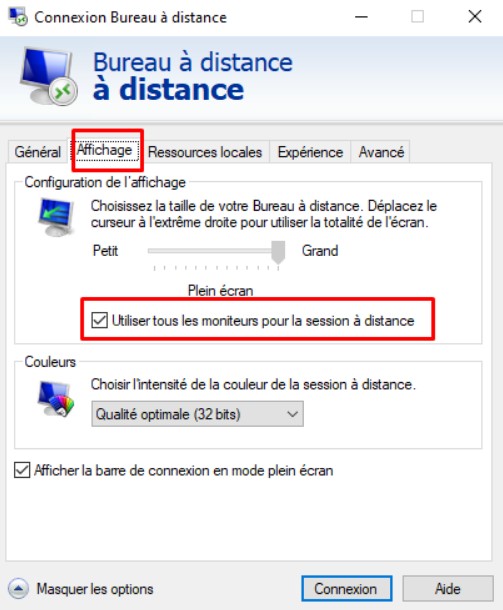 Connexion Bureau à distance
Bureau à distance
à distance
Général Affichage Ressources locales Expérience Avancé
Configuration de l'affichage
Choisissez la taille de votre Bureau à distance. Déplacez le
curseur à l'extrême droite pour utiliser la totalité de l'écran.
Petit Grand
Plein écran
Utiliser tous les moniteurs pour la session à distance
Couleurs
Choisir l'intensité de la couleur de la session à distance.
Qualité optimale (32 bits)
Afficher la barre de connexion en mode plein écran
Masquer les options Connexion Aide